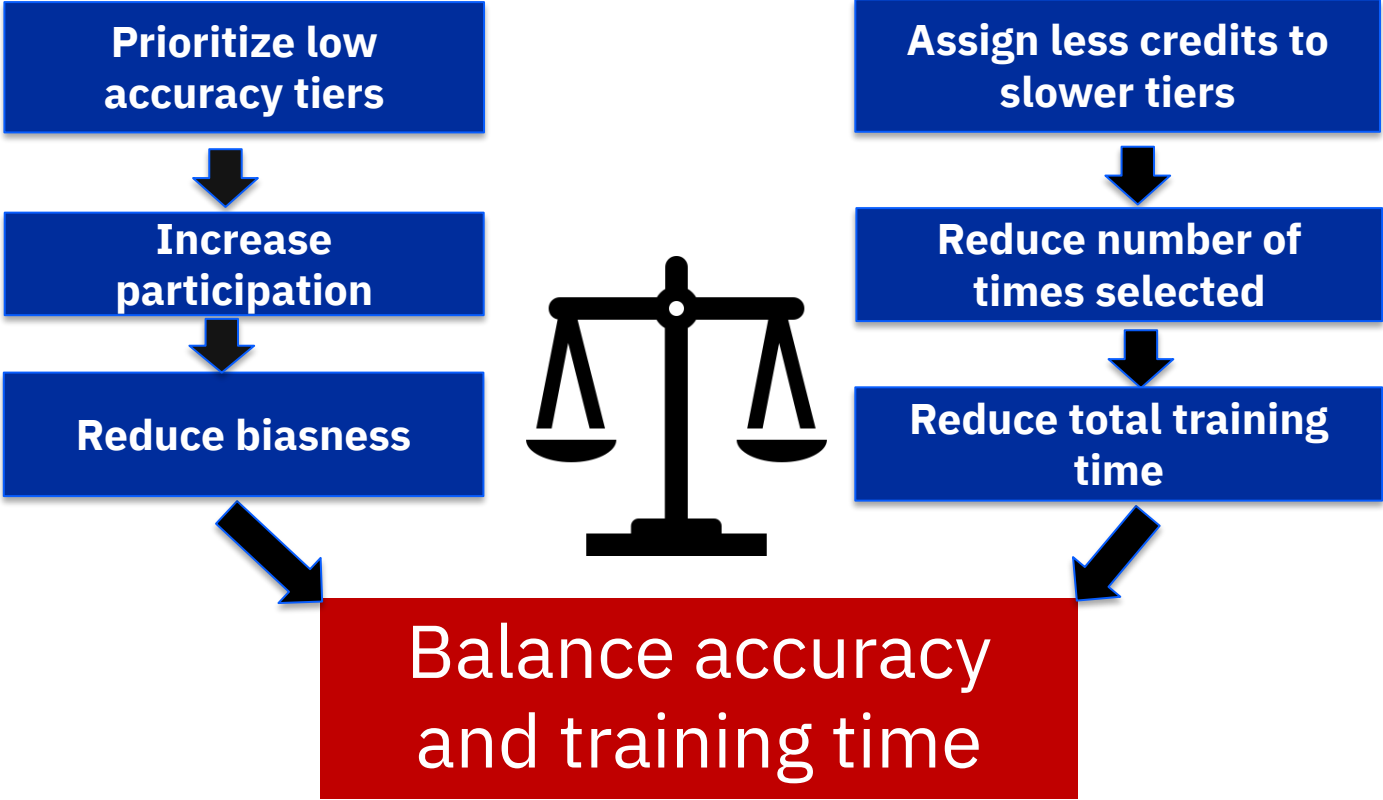 Prioritize low
accuracy tiers
Increase
participation
Reduce biasness
Assign less credits to
slower tiers
Reduce number of
times selected
Reduce total training
time
Balance accuracy
and training time